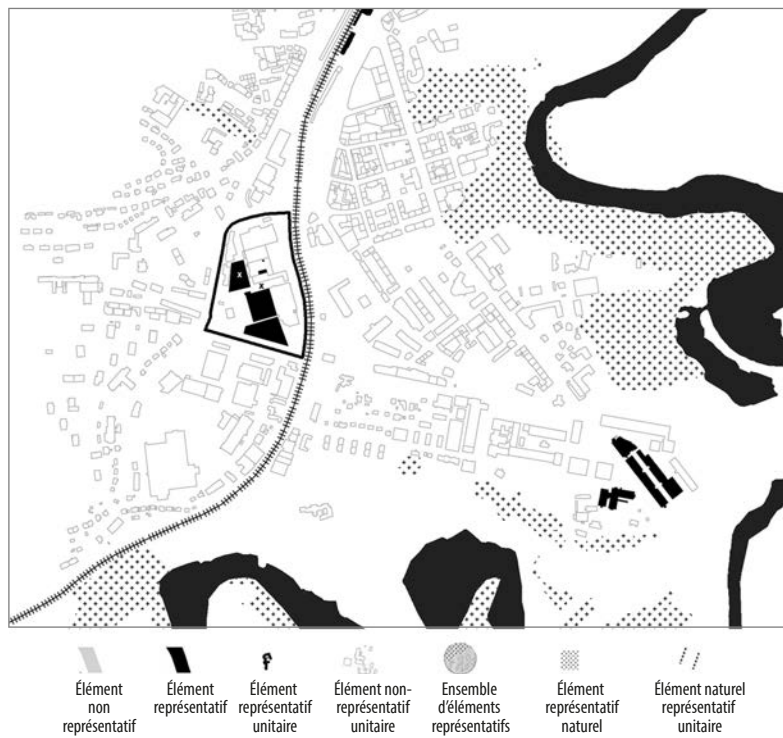 x
x
Élément
non
représentatif
Élément
représentatif
Élément
représentatif
unitaire
Élément non-
représentatif
unitaire
Ensemble
d'éléments
représentatifs
Élément
représentatif
naturel
Élément naturel
représentatif
unitaire